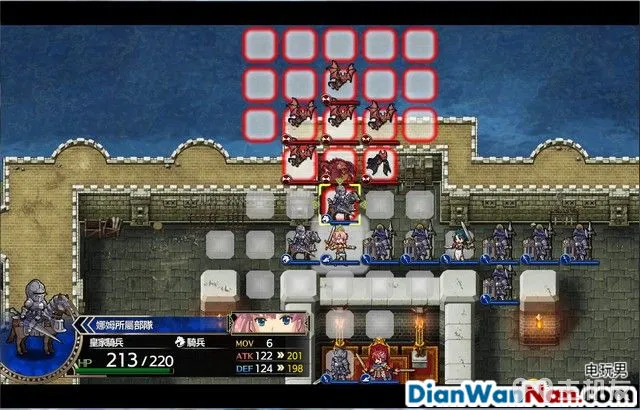 娜姆所屬部隊
皇家騎兵 騎兵
HP 213/220
MOV 6
ATK 122 » 201
DEF 124 » 198
电玩男
DianWanNan.com